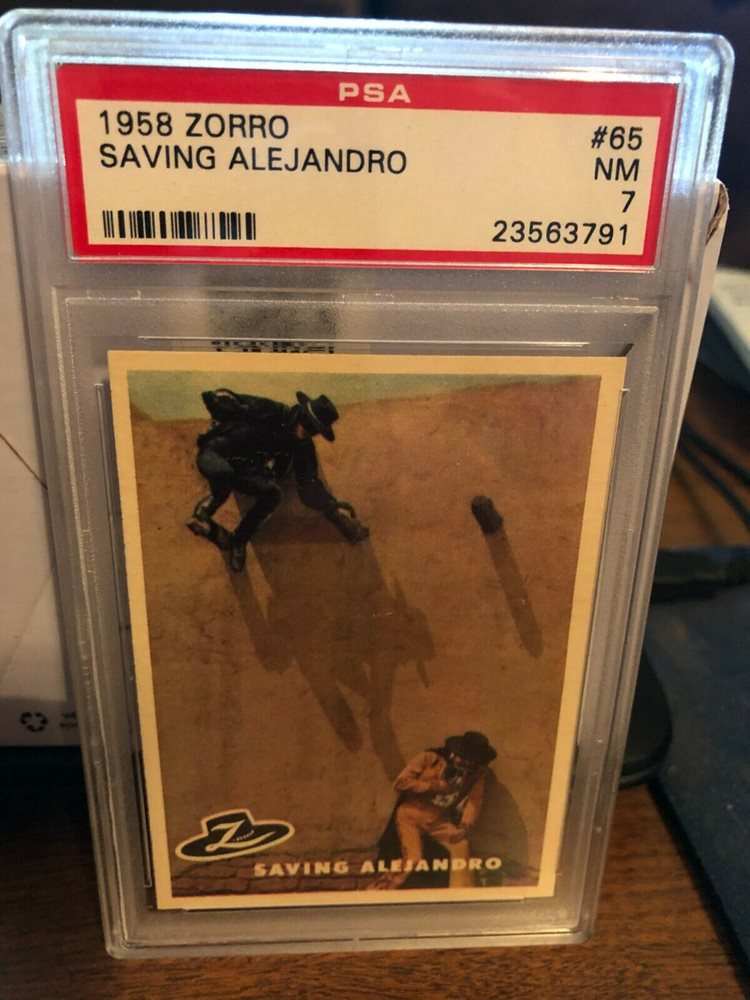 PSA
1958 ZORRO
#65
SAVING ALEJANDRO
NM
7
23563791
Z
SAVING ALEJANDRO